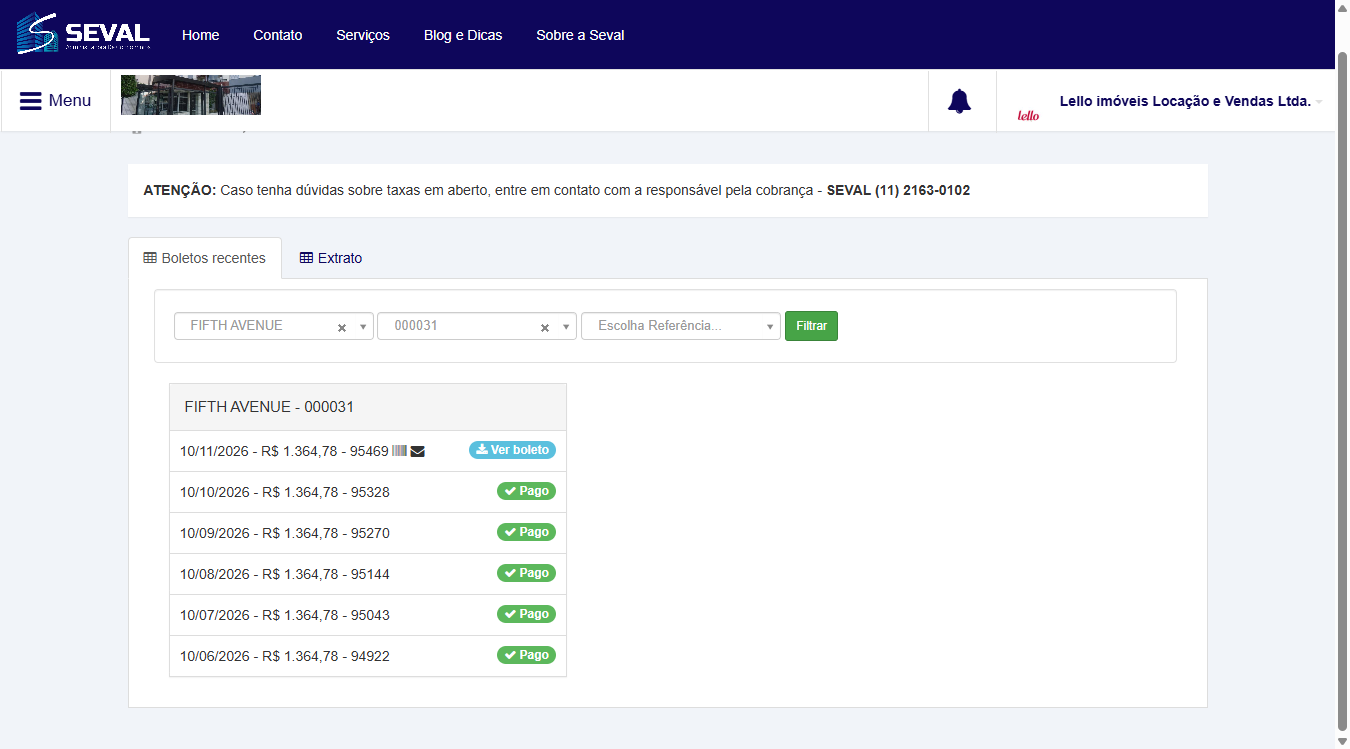 SEVAL
Home
Contato
Serviços
Blog e Dicas
Sobre a Seval
Menu
lello
Lello imóveis Locação e Vendas Ltda.
ATENÇÃO: Caso tenha dúvidas sobre taxas em aberto, entre em contato com a responsável pela cobrança - SEVAL (11) 2163-0102
Boletos recentes
Extrato
FIFTH AVENUE
000031
Escolha Referência...
Filtrar
FIFTH AVENUE - 000031
10/11/2026 - R$ 1.364,78 - 95469 Ver boleto
10/10/2026 - R$ 1.364,78 - 95328 Pago
10/09/2026 - R$ 1.364,78 - 95270 Pago
10/08/2026 - R$ 1.364,78 - 95144 Pago
10/07/2026 - R$ 1.364,78 - 95043 Pago
10/06/2026 - R$ 1.364,78 - 94922 Pago